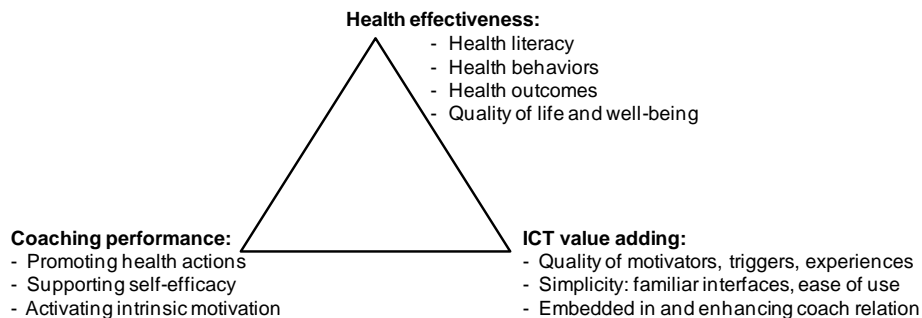 Health effectiveness:
- Health literacy
- Health behaviors
- Health outcomes
- Quality of life and well-being
Coaching performance:
- Promoting health actions
- Supporting self-efficacy
- Activating intrinsic motivation
ICT value adding:
- Quality of motivators, triggers, experiences
- Simplicity: familiar interfaces, ease of use
- Embedded in and enhancing coach relation